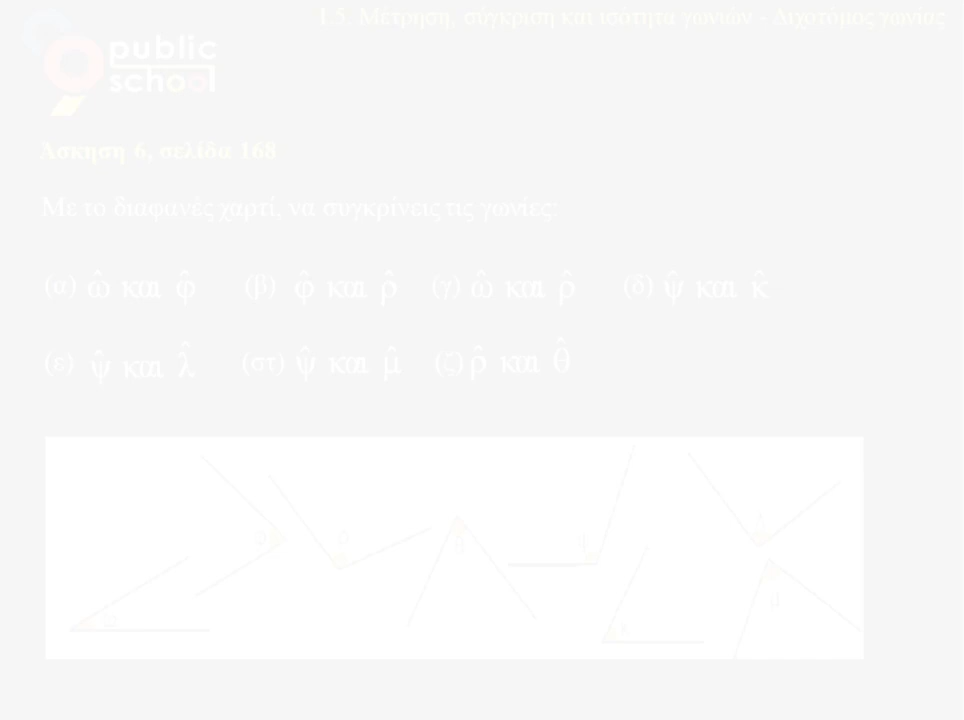 1.5. Μέτρηση, σύγκριση και ισότητα γωνιών - Διχοτόμος γωνίας
public
school
Άσκηση 6, σελίδα 168
Με το διαφανές χαρτί, να συγκρίνεις τις γωνίες:
(α) ω̂ και φ̂ (β) φ̂ και ρ̂ (γ) ω̂ και ρ̂ (δ) ψ̂ και κ̂
(ε) ψ̂ και λ̂ (στ) ψ̂ και μ̂ (ζ) ρ̂ και θ̂